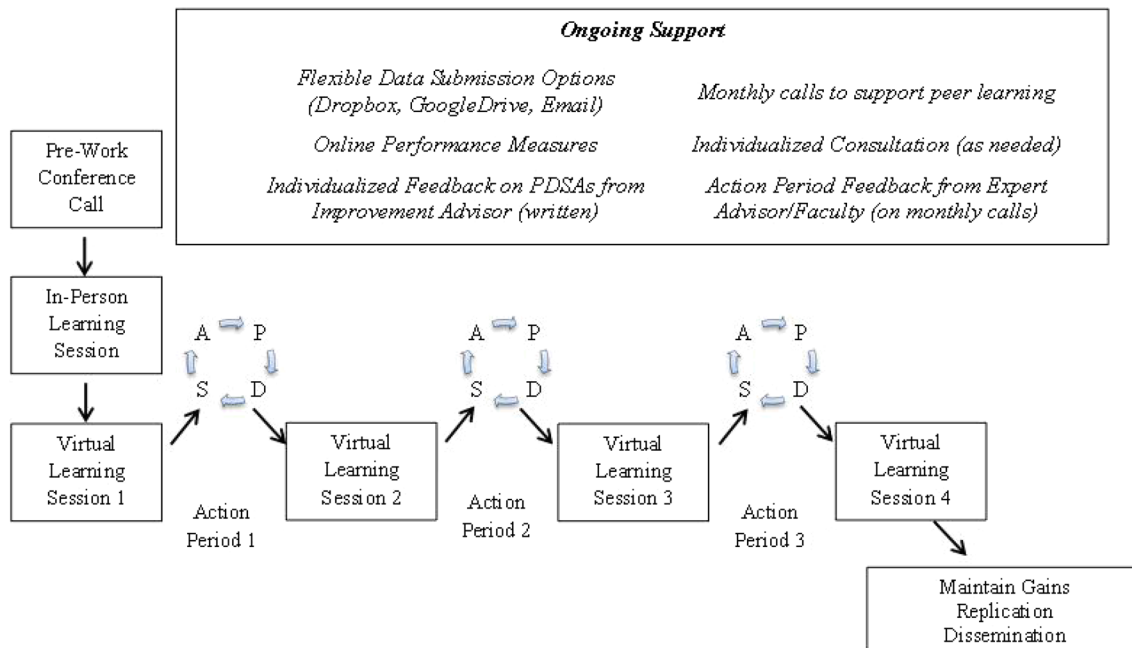 Ongoing Support
Flexible Data Submission Options
(Dropbox, GoogleDrive, Email)
Monthly calls to support peer learning
Online Performance Measures
Individualized Consultation (as needed)
Individualized Feedback on PDSAs from
Improvement Advisor (written)
Action Period Feedback from Expert
Advisor/Faculty (on monthly calls)
Pre-Work
Conference
Call
In-Person
Learning
Session
A P
S D
A P
S D
A P
S D
Virtual
Learning
Session 1
Action
Period 1
Virtual
Learning
Session 2
Action
Period 2
Virtual
Learning
Session 3
Action
Period 3
Virtual
Learning
Session 4
Maintain Gains
Replication
Dissemination